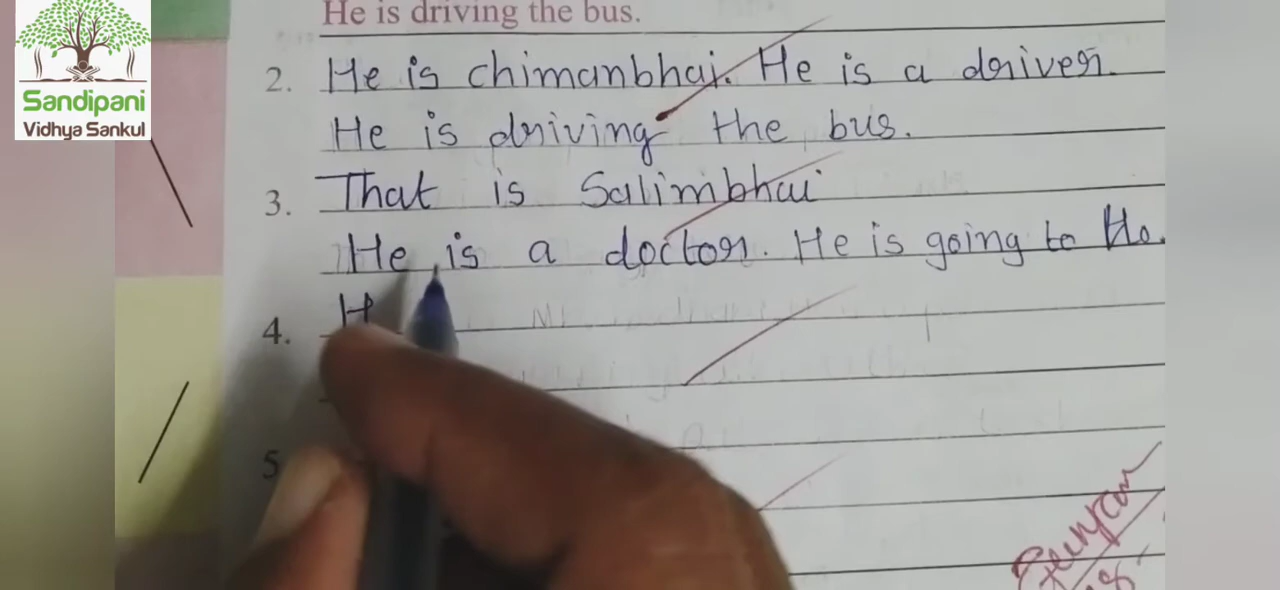 Sandipani
Vidhya Sankul
He is driving the bus.
2. He is chimanbhai. He is a driver.
He is driving the bus.
3. That is Salimbhai
He is a doctor. He is going to Ho.
4. H
5